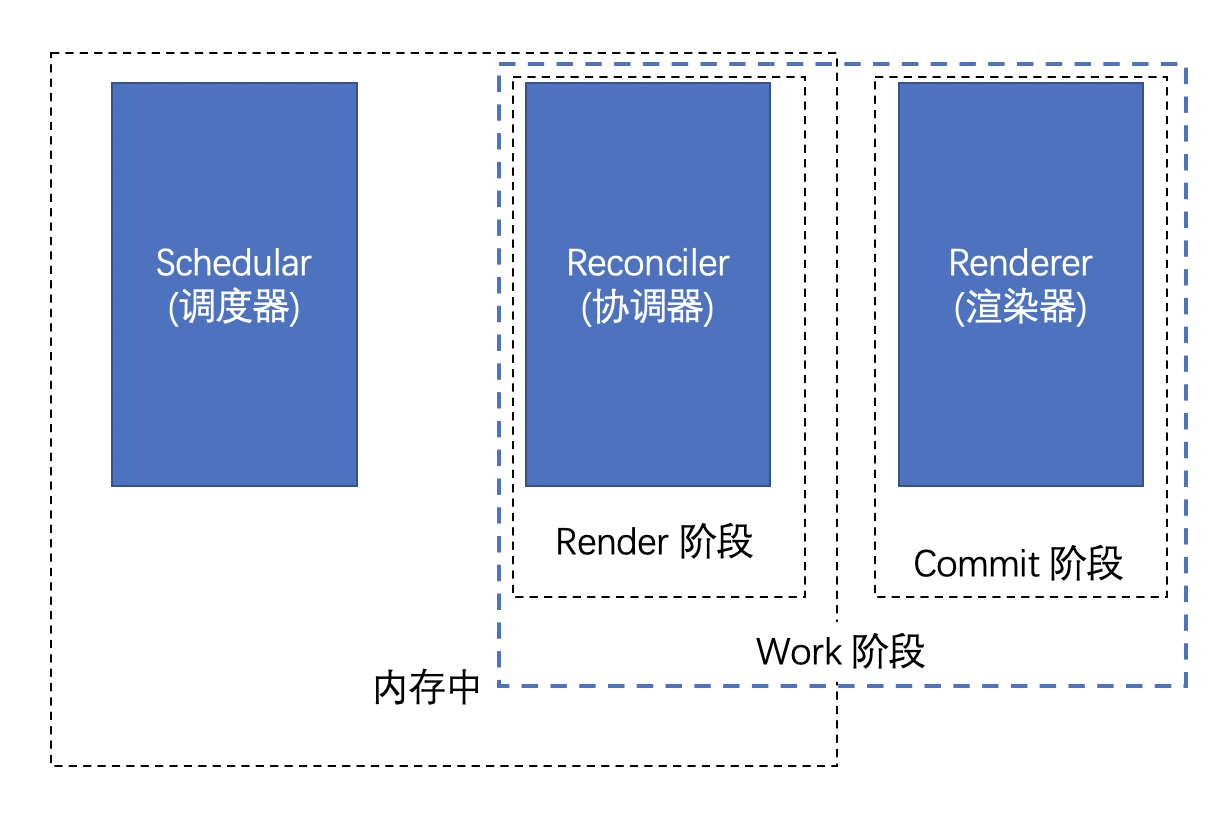 Schedular
(调度器)
Reconciler
(协调器)
Renderer
(渲染器)
Render 阶段
Commit 阶段
Work 阶段
内存中